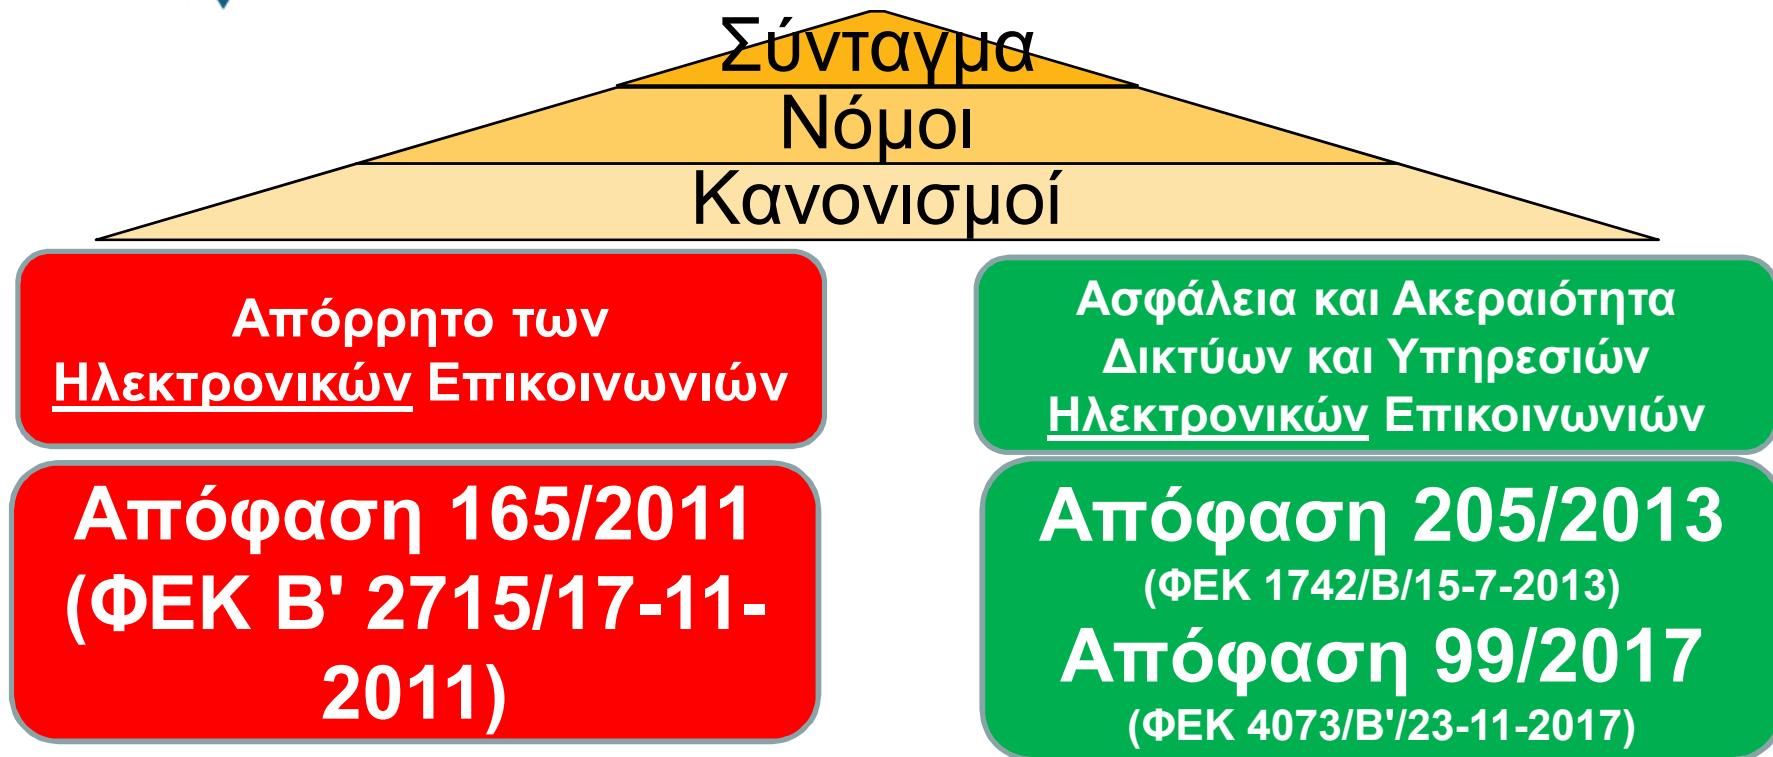 Σύνταγμα
Νόμοι
Κανονισμοί
Απόρρητο των
Ηλεκτρονικών Επικοινωνιών
Απόφαση 165/2011
(ΦΕΚ Β' 2715/17-11-
2011)
Ασφάλεια και Ακεραιότητα
Δικτύων και Υπηρεσιών
Ηλεκτρονικών Επικοινωνιών
Απόφαση 205/2013
(ΦΕΚ 1742/Β/15-7-2013)
Απόφαση 99/2017
(ΦΕΚ 4073/Β'/23-11-2017)